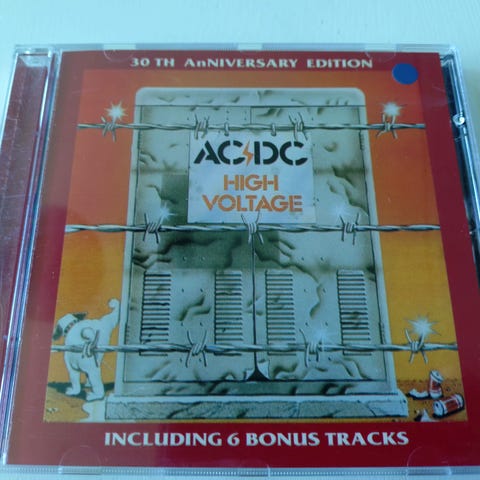 30 TH AnNIVERSARY EDITION
AC⚡DC
HIGH
VOLTAGE
INCLUDING 6 BONUS TRACKS